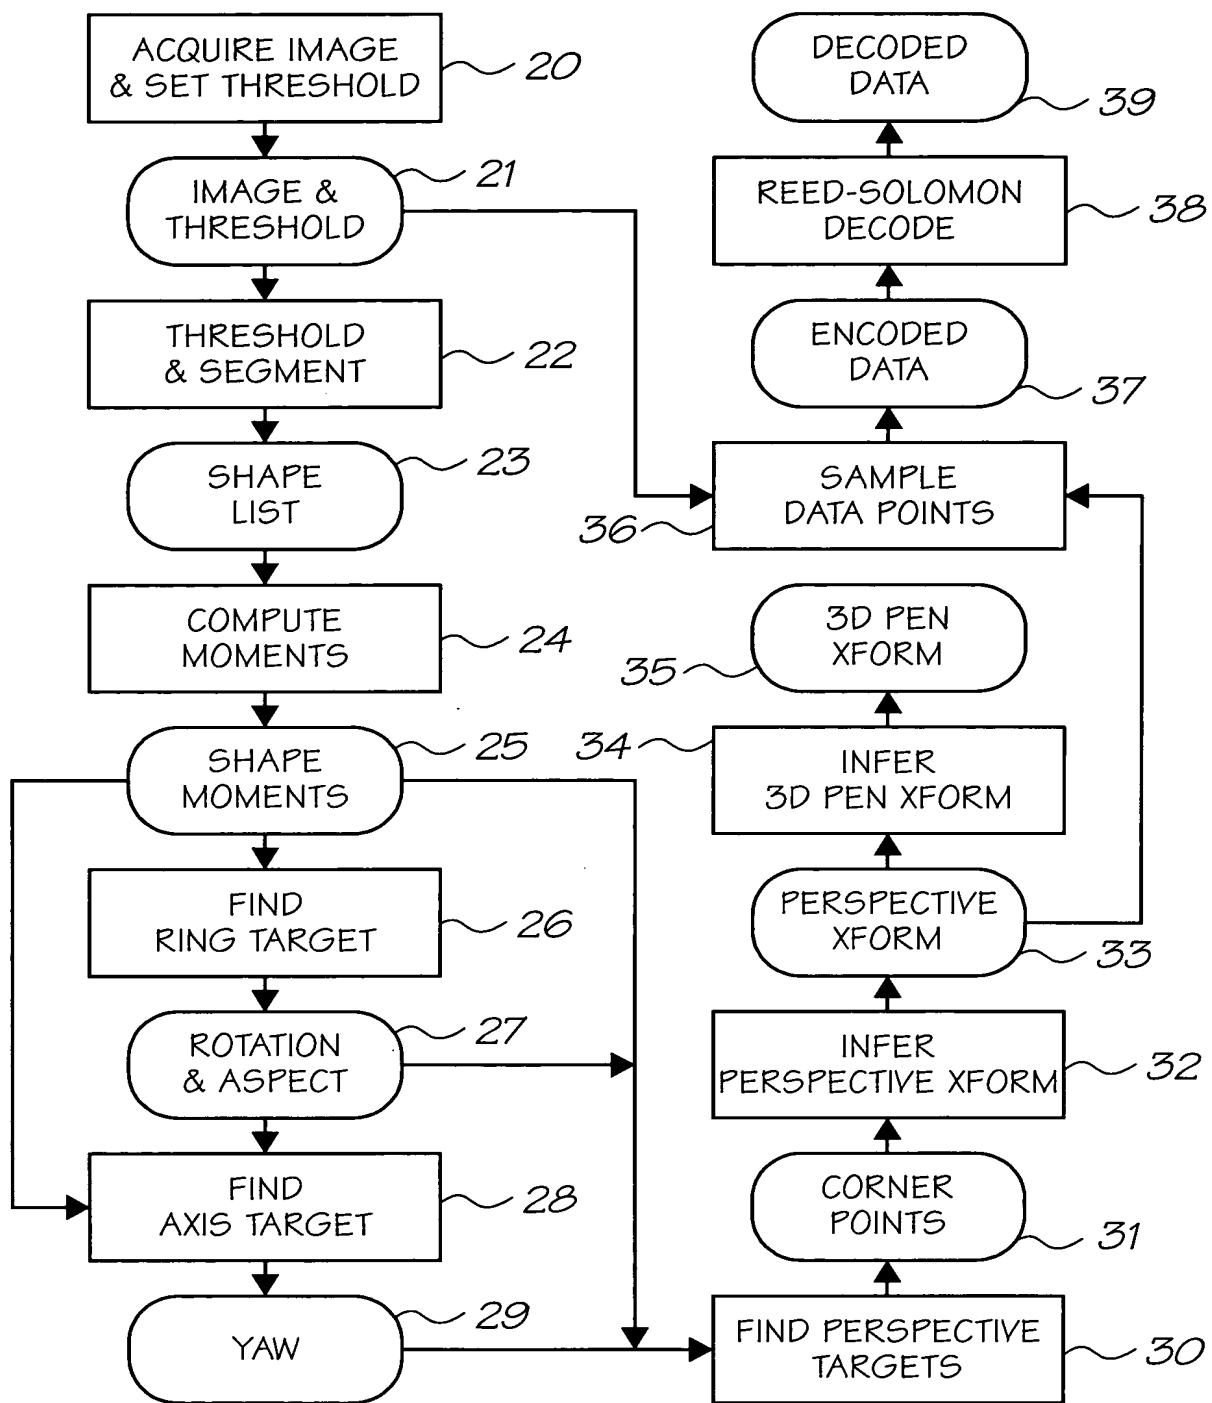 ACQUIRE IMAGE
& SET THRESHOLD
20
IMAGE &
THRESHOLD
21
THRESHOLD
& SEGMENT
22
SHAPE
LIST
23
COMPUTE
MOMENTS
24
SHAPE
MOMENTS
25
FIND
RING TARGET
26
ROTATION
& ASPECT
27
FIND
AXIS TARGET
28
YAW
29
FIND PERSPECTIVE
TARGETS
30
CORNER
POINTS
31
INFER
PERSPECTIVE XFORM
32
PERSPECTIVE
XFORM
33
INFER
3D PEN XFORM
34
3D PEN
XFORM
35
SAMPLE
DATA POINTS
36
ENCODED
DATA
37
REED-SOLOMON
DECODE
38
DECODED
DATA
39